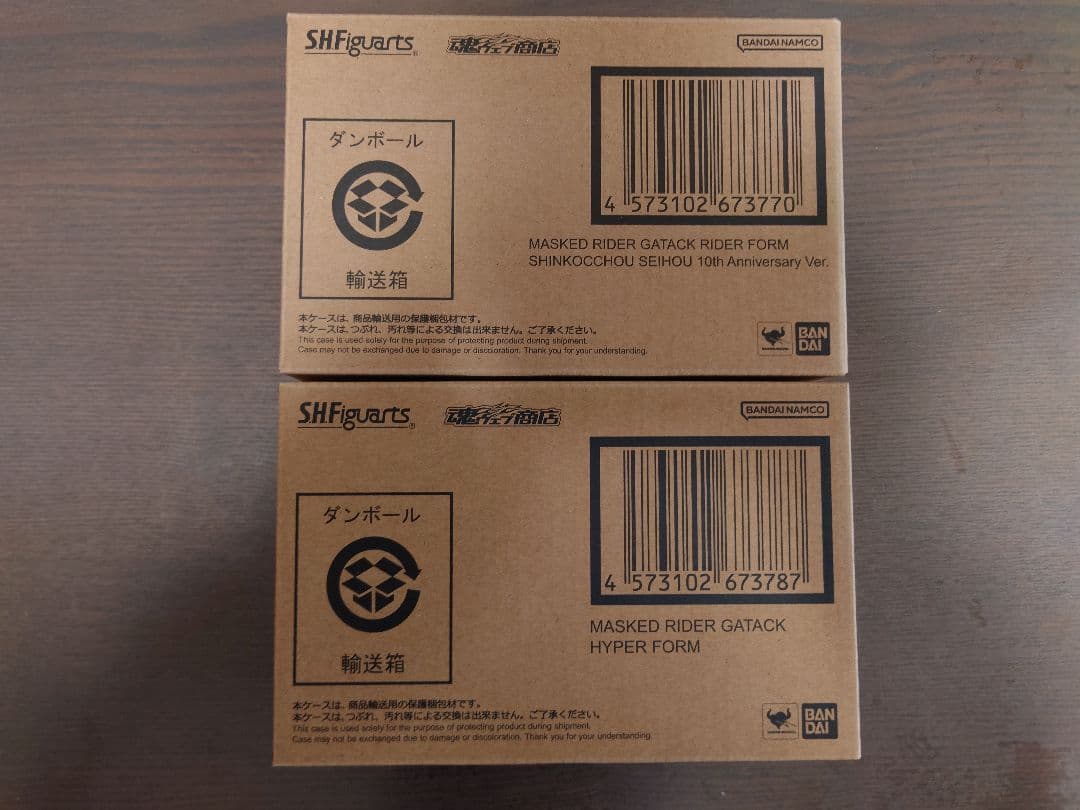 S.H.Figuarts® 魂ウェブ商店 BANDAI NAMCO
ダンボール
輸送箱
4 573102 673770
MASKED RIDER GATACK RIDER FORM
SHINKOCCHOU SEIHOU 10th Anniversary Ver.
本ケースは、商品輸送用の保護梱包材です。
本ケースは、つぶれ、汚れ等による交換は出来ません。ご了承ください。
This case is used solely for the purpose of protecting product during shipment.
Case may not be exchanged due to damage or discoloration. Thank you for your understanding.
BAN
DAI
S.H.Figuarts® 魂ウェブ商店 BANDAI NAMCO
ダンボール
輸送箱
4 573102 673787
MASKED RIDER GATACK
HYPER FORM
本ケースは、商品輸送用の保護梱包材です。
本ケースは、つぶれ、汚れ等による交換は出来ません。ご了承ください。
This case is used solely for the purpose of protecting product during shipment.
Case may not be exchanged due to damage or discoloration. Thank you for your understanding.
BAN
DAI